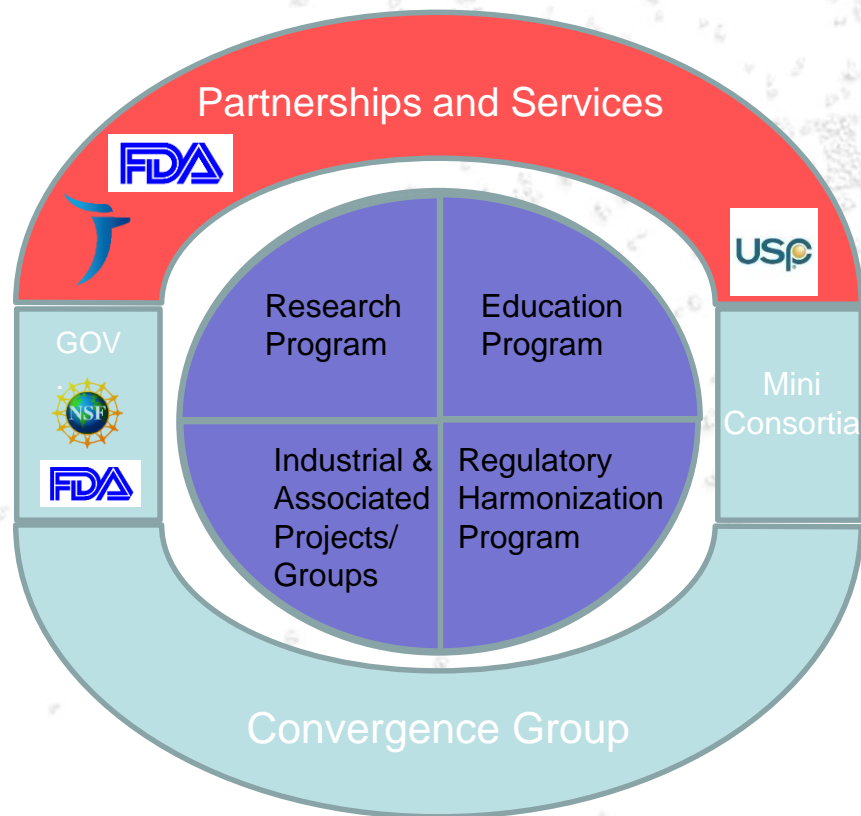 Partnerships and Services
FDA
USP
Research
Program
Education
Program
GOV
.
NSF
FDA
Mini
Consortia
Industrial &
Associated
Projects/
Groups
Regulatory
Harmonization
Program
Convergence Group